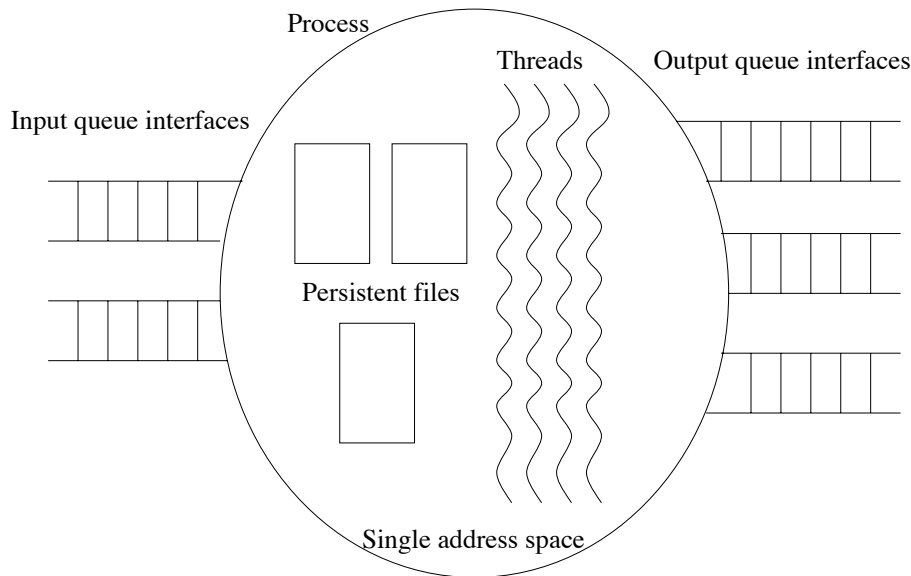 Process
Threads
Output queue interfaces
Input queue interfaces
Persistent files
Single address space